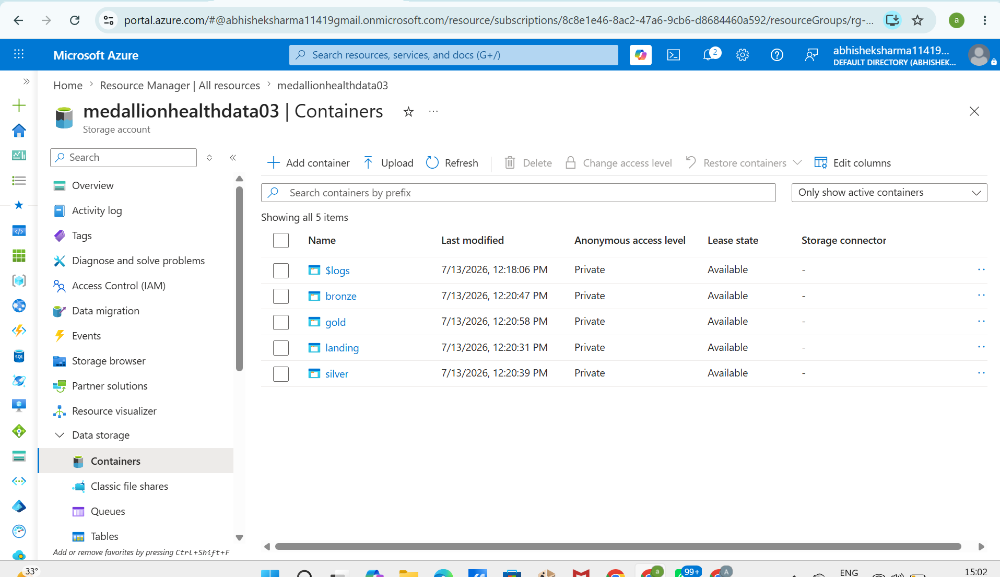 portal.azure.com/#@abhisheksharma11419gmail.onmicrosoft.com/resource/subscriptions/8c8e1e46-8ac2-47a6-9cb6-d8684460a592/resourceGroups/rg-...
a
Microsoft Azure
Search resources, services, and docs (G+/)
2
abhisheksharma11419...
DEFAULT DIRECTORY (ABHISHEK...
Home > Resource Manager | All resources > medallionhealthdata03
medallionhealthdata03 | Containers
Storage account
Search
Add container
Upload
Refresh
Delete
Change access level
Restore containers
Edit columns
Search containers by prefix
Only show active containers
Showing all 5 items
Name Last modified Anonymous access level Lease state Storage connector
$logs 7/13/2026, 12:18:06 PM Private Available -
bronze 7/13/2026, 12:20:47 PM Private Available -
gold 7/13/2026, 12:20:58 PM Private Available -
landing 7/13/2026, 12:20:31 PM Private Available -
silver 7/13/2026, 12:20:39 PM Private Available -
Overview
Activity log
Tags
Diagnose and solve problems
Access Control (IAM)
Data migration
Events
Storage browser
Partner solutions
Resource visualizer
Data storage
Containers
Classic file shares
Queues
Tables
Add or remove favorites by pressing Ctrl+Shift+F
SQL
33°
a
99+
A
ENG
15:02